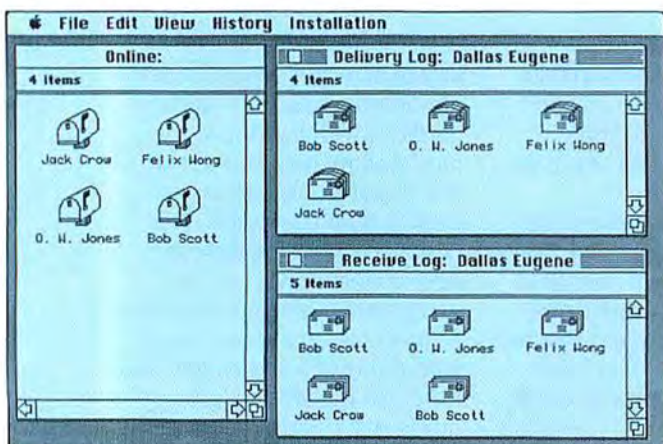 File Edit View History Installation
Online:
4 Items
Jack Crow Felix Wong
O. W. Jones Bob Scott
Delivery Log: Dallas Eugene
4 Items
Bob Scott O. W. Jones Felix Wong
Jack Crow
Receive Log: Dallas Eugene
5 Items
Bob Scott O. W. Jones Felix Wong
Jack Crow Bob Scott